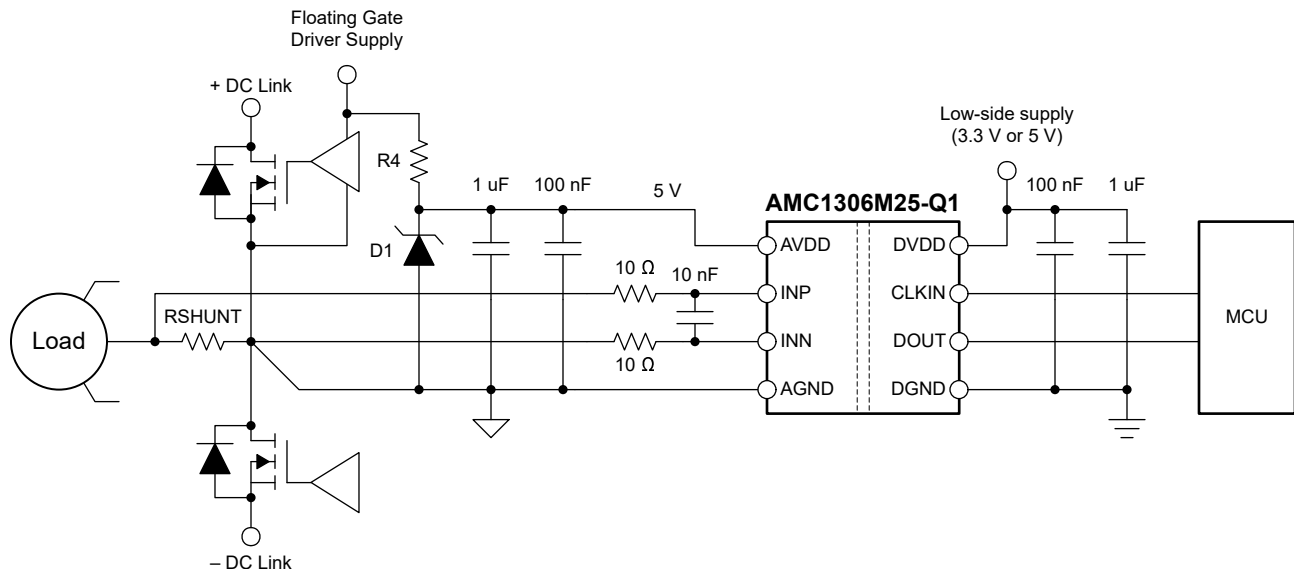 Floating Gate
Driver Supply
+ DC Link
R4
1 uF
100 nF
5 V
D1
Low-side supply
(3.3 V or 5 V)
100 nF
1 uF
AMC1306M25-Q1
AVDD
DVDD
10 Ω
10 nF
INP
CLKIN
MCU
Load
RSHUNT
INN
DOUT
10 Ω
AGND
DGND
– DC Link